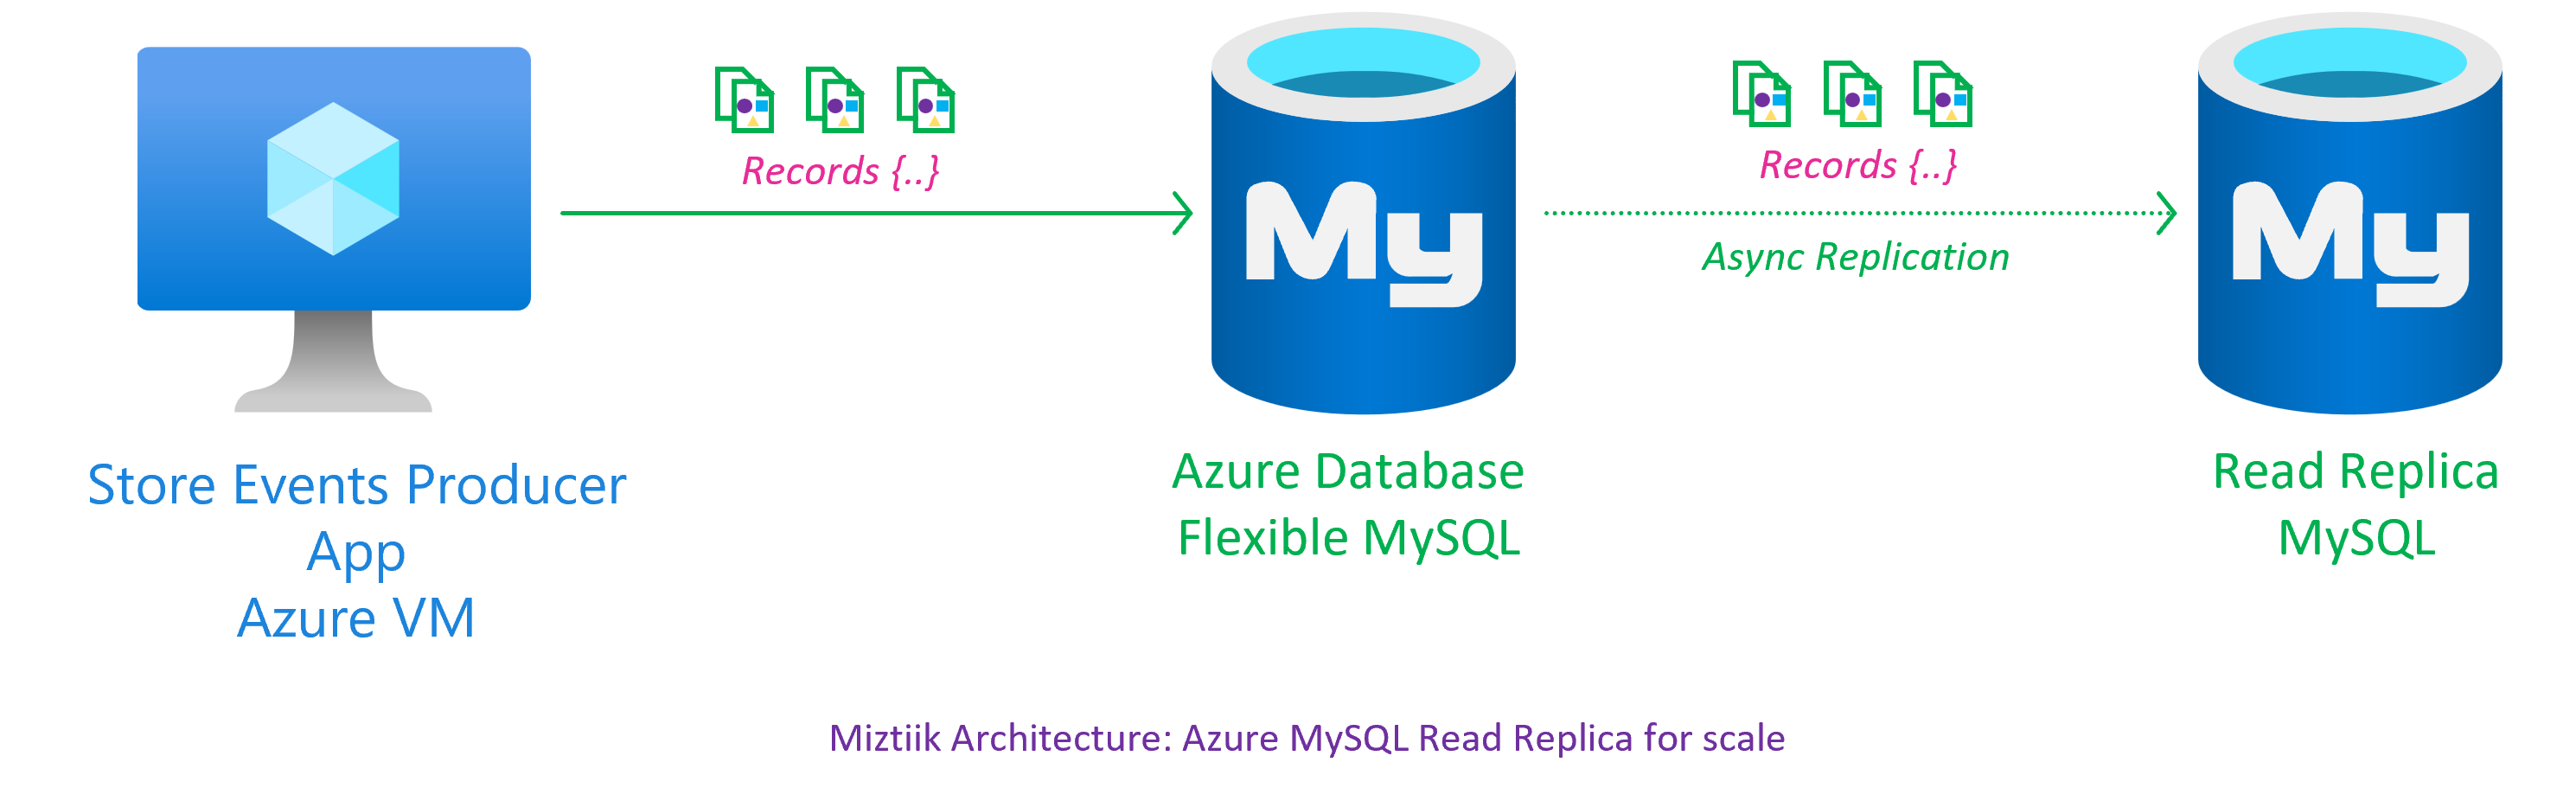 Records {..}
Records {..}
My
My
Async Replication
Store Events Producer
App
Azure VM
Azure Database
Flexible MySQL
Read Replica
MySQL
Miztiik Architecture: Azure MySQL Read Replica for scale